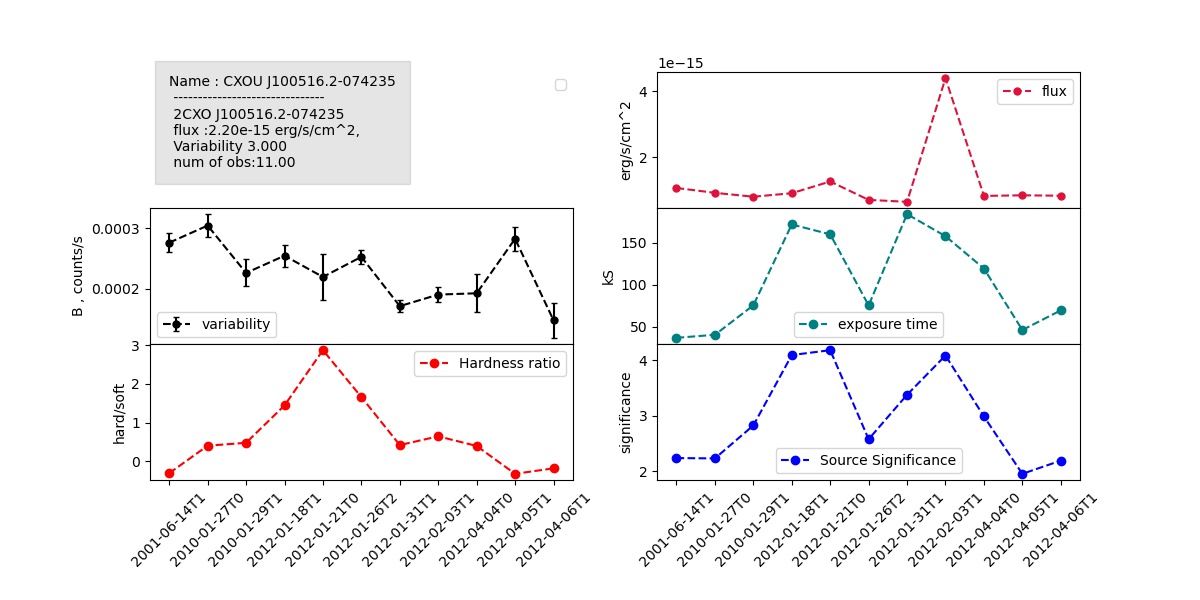 Name : CXOU J100516.2-074235
-------------------------------
2CXO J100516.2-074235
flux :2.20e-15 erg/s/cm^2,
Variability 3.000
num of obs:11.00
0.0003
0.0002
B , counts/s
variability
3
2
1
0
hard/soft
Hardness ratio
2001-06-14T1
2010-01-27T0
2010-01-29T1
2012-01-18T1
2012-01-21T0
2012-01-26T2
2012-01-31T1
2012-02-03T1
2012-04-04T0
2012-04-05T1
2012-04-06T1
1e−15
4
2
erg/s/cm^2
flux
150
100
50
ks
exposure time
4
3
2
significance
Source Significance
2001-06-14T1
2010-01-27T0
2010-01-29T1
2012-01-18T1
2012-01-21T0
2012-01-26T2
2012-01-31T1
2012-02-03T1
2012-04-04T0
2012-04-05T1
2012-04-06T1